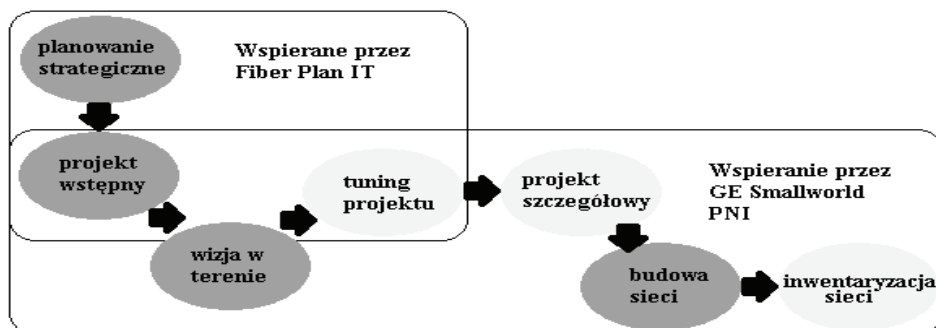 planowanie
strategiczne
Wspierane przez
Fiber Plan IT
projekt
wstępny
wizja w
terenie
tuning
projektu
projekt
szczegółowy
Wspieranie przez
GE Smallworld
PNI
budowa
sieci
inwentaryzacja
sieci